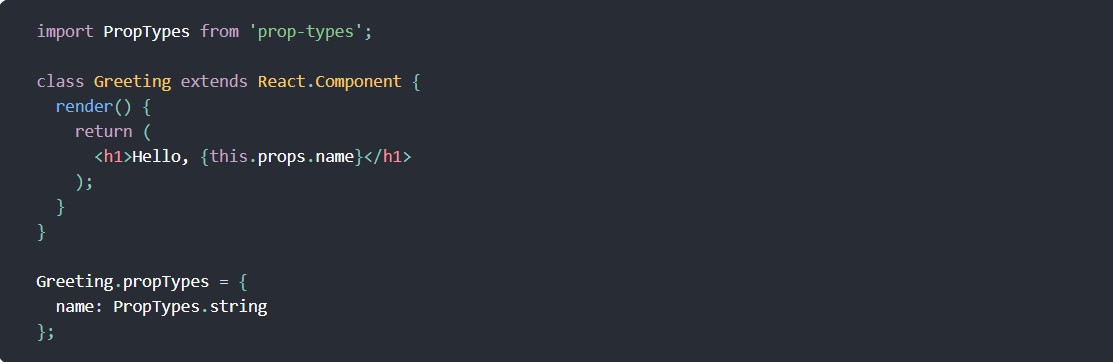 import PropTypes from 'prop-types';

class Greeting extends React.Component {
  render() {
    return (
      <h1>Hello, {this.props.name}</h1>
    );
  }
}

Greeting.propTypes = {
  name: PropTypes.string
};